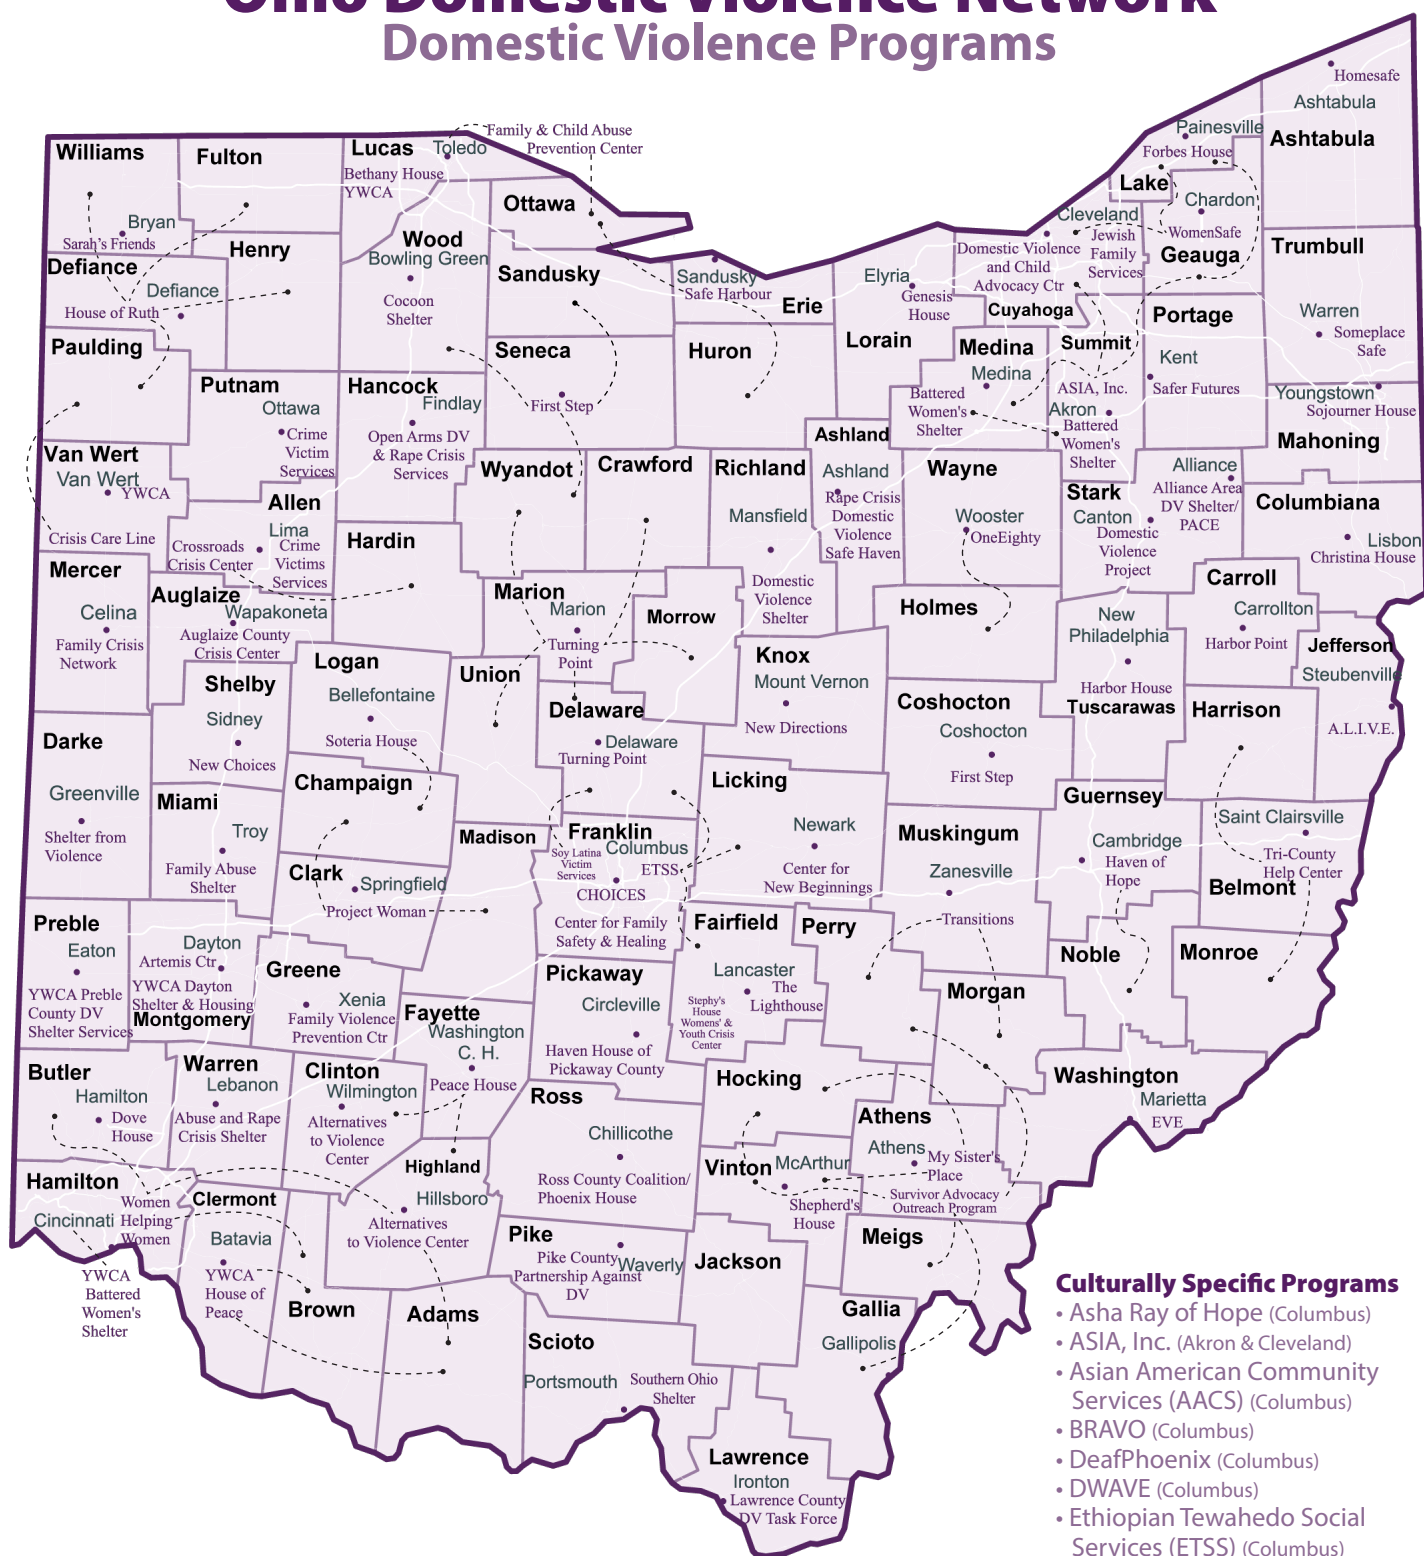 Ohio Domestic Violence Network
Domestic Violence Programs
Homesafe
Ashtabula
Ashtabula
Painesville
Forbes House
Lake
Chardon
WomenSafe
Geauga
Family & Child Abuse
Prevention Center
Williams
Bryan
Sarah's Friends
Fulton
Lucas
Toledo
Bethany House
YWCA
Ottawa
Wood
Bowling Green
Cocoon
Shelter
Henry
Defiance
Defiance
House of Ruth
Paulding
Sandusky
Sandusky
Safe Harbour
Erie
Elyria
Genesis
House
Lorain
Cleveland
Domestic Violence
and Child
Advocacy Ctr
Jewish
Family
Services
Cuyahoga
Trumbull
Warren
Someplace
Safe
Portage
Kent
Safer Futures
Summit
ASIA, Inc.
Akron
Battered
Women's
Shelter
Medina
Medina
Battered
Women's
Shelter
Youngstown
Sojourner House
Mahoning
Seneca
First Step
Huron
Putnam
Ottawa
Crime
Victim
Services
Hancock
Findlay
Open Arms DV
& Rape Crisis
Services
Van Wert
Van Wert
YWCA
Crisis Care Line
Allen
Lima
Crossroads
Crisis Center
Crime
Victims
Services
Wyandot
Crawford
Richland
Mansfield
Domestic
Violence
Shelter
Ashland
Ashland
Rape Crisis
Domestic
Violence
Safe Haven
Wayne
Wooster
OneEighty
Stark
Canton
Domestic
Violence
Project
Alliance
Alliance Area
DV Shelter/
PACE
Columbiana
Lisbon
Christina House
Hardin
Mercer
Celina
Family Crisis
Network
Auglaize
Wapakoneta
Auglaize County
Crisis Center
Marion
Marion
Turning
Point
Morrow
Holmes
Carroll
Carrollton
Harbor Point
New
Philadelphia
Harbor House
Tuscarawas
Jefferson
Steubenville
A.L.I.V.E.
Logan
Bellefontaine
Soteria House
Union
Knox
Mount Vernon
New Directions
Shelby
Sidney
New Choices
Delaware
Delaware
Turning Point
Coshocton
Coshocton
First Step
Harrison
Darke
Greenville
Shelter from
Violence
Miami
Troy
Family Abuse
Shelter
Champaign
Licking
Newark
Center for
New Beginnings
Guernsey
Cambridge
Haven of
Hope
Saint Clairsville
Tri-County
Help Center
Belmont
Madison
Franklin
Columbus
Soy Latina
Victim
Services
ETSS
CHOICES
Center for Family
Safety & Healing
Muskingum
Zanesville
Transitions
Clark
Springfield
Project Woman
Preble
Eaton
YWCA Preble
County DV
Shelter Services
Dayton
Artemis Ctr
YWCA Dayton
Shelter & Housing
Montgomery
Greene
Xenia
Family Violence
Prevention Ctr
Fairfield
Lancaster
The
Lighthouse
Stephy's
House
Womens' &
Youth Crisis
Center
Perry
Noble
Monroe
Morgan
Pickaway
Circleville
Haven House of
Pickaway County
Fayette
Washington
C. H.
Peace House
Butler
Hamilton
Dove
House
Warren
Lebanon
Abuse and Rape
Crisis Shelter
Clinton
Wilmington
Alternatives
to Violence
Center
Hocking
Washington
Marietta
EVE
Ross
Chillicothe
Ross County Coalition/
Phoenix House
Athens
Athens
My Sister's
Place
Survivor Advocacy
Outreach Program
Vinton
McArthur
Shepherd's
House
Highland
Hillsboro
Alternatives
to Violence Center
Hamilton
Cincinnati
Women
Helping
Women
YWCA
Battered
Women's
Shelter
Clermont
Batavia
YWCA
House of
Peace
Brown
Adams
Pike
Pike County
Partnership Against
DV
Waverly
Jackson
Meigs
Gallia
Gallipolis
Scioto
Portsmouth
Southern Ohio
Shelter
Lawrence
Ironton
Lawrence County
DV Task Force
Culturally Specific Programs
• Asha Ray of Hope (Columbus)
• ASIA, Inc. (Akron & Cleveland)
• Asian American Community
Services (AACS) (Columbus)
• BRAVO (Columbus)
• DeafPhoenix (Columbus)
• DWAVE (Columbus)
• Ethiopian Tewahedo Social
Services (ETSS) (Columbus)